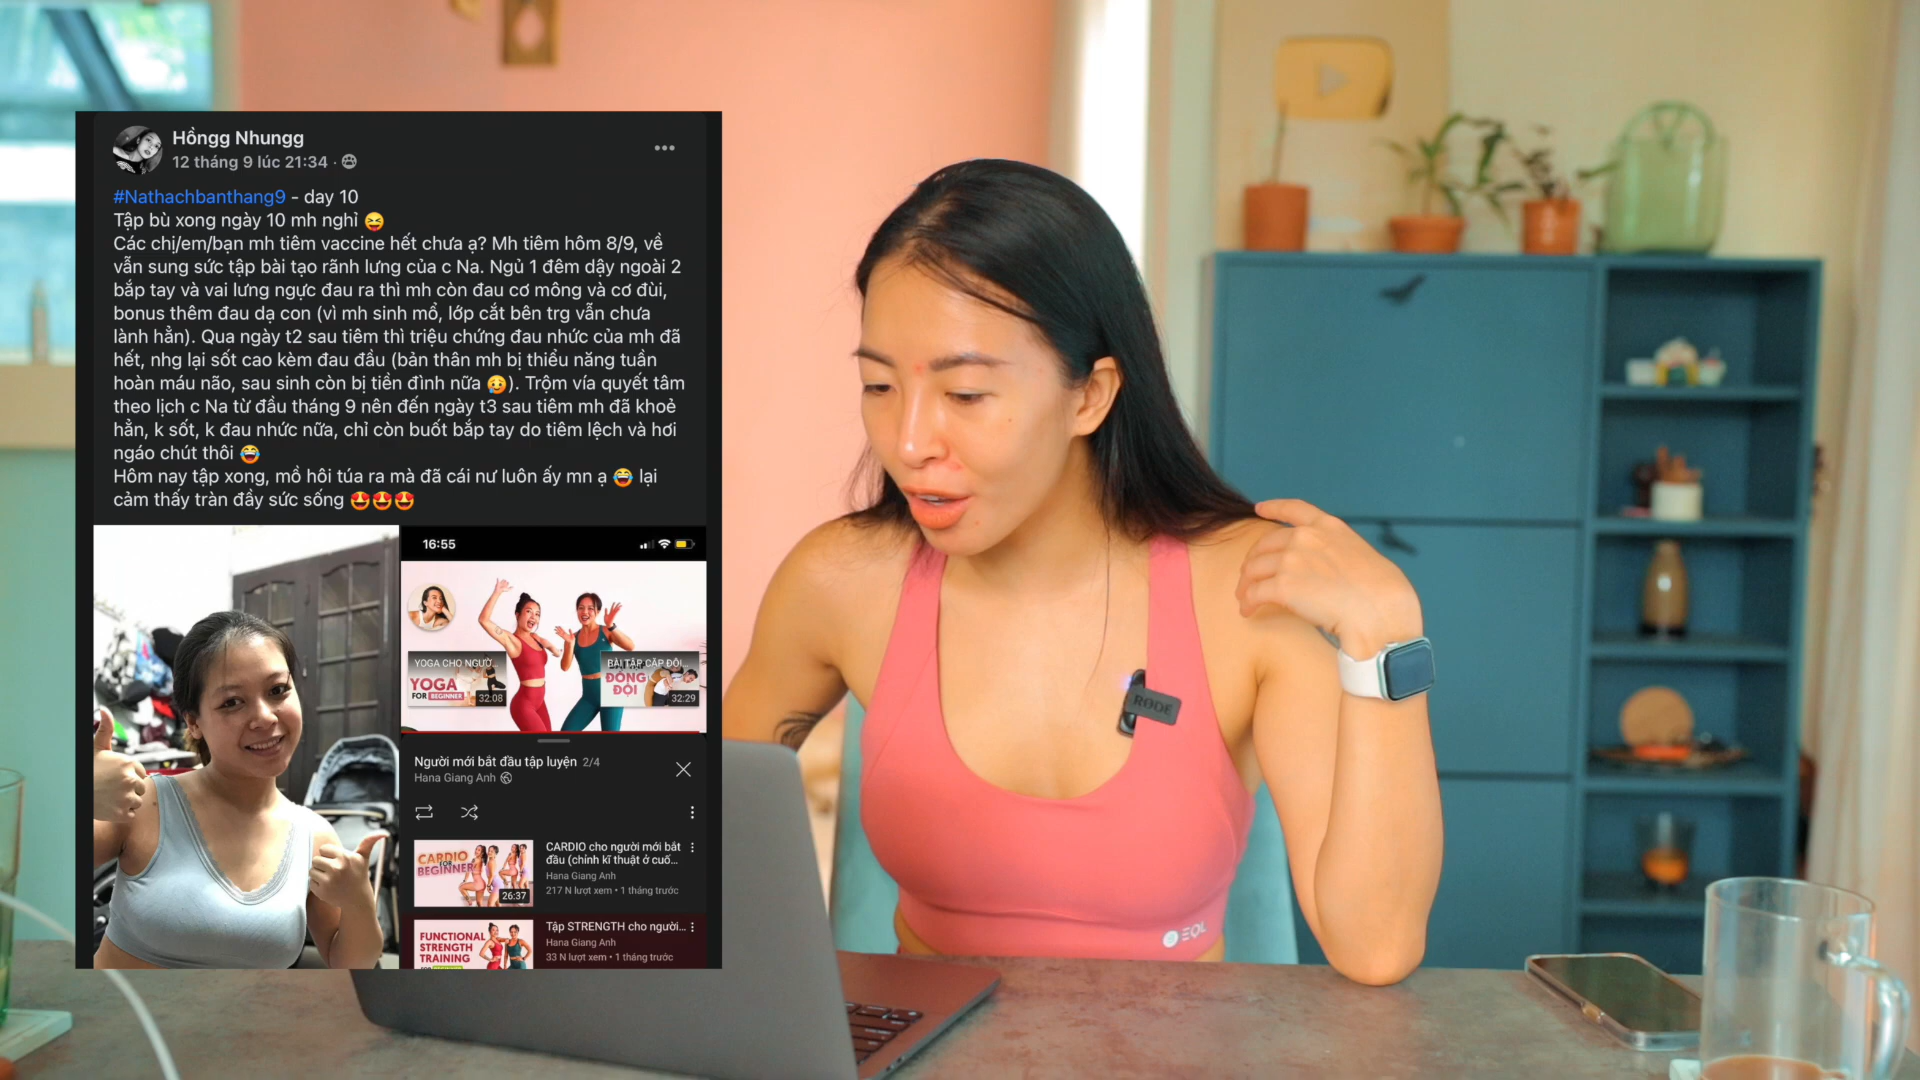 Hồngg Nhungg
12 tháng 9 lúc 21:34 ·
#Nathachbanthang9 - day 10
Tập bù xong ngày 10 mh nghỉ 😝
Các chị/em/bạn mh tiêm vaccine hết chưa ạ? Mh tiêm hôm 8/9, về
vẫn sung sức tập bài tạo rãnh lưng của c Na. Ngủ 1 đêm dậy ngoài 2
bắp tay và vai lưng ngực đau ra thì mh còn đau cơ mông và cơ đùi,
bonus thêm đau dạ con (vì mh sinh mổ, lớp cắt bên trg vẫn chưa
lành hẳn). Qua ngày t2 sau tiêm thì triệu chứng đau nhức của mh đã
hết, nhg lại sốt cao kèm đau đầu (bản thân mh bị thiểu năng tuần
hoàn máu não, sau sinh còn bị tiền đình nữa 🥲). Trộm vía quyết tâm
theo lịch c Na từ đầu tháng 9 nên đến ngày t3 sau tiêm mh đã khoẻ
hẳn, k sốt, k đau nhức nữa, chỉ còn buốt bắp tay do tiêm lệch và hơi
ngáo chút thôi 😂
Hôm nay tập xong, mồ hôi túa ra mà đã cái nư luôn ấy mn ạ 😂 lại
cảm thấy tràn đầy sức sống 🤩🤩🤩
16:55
YOGA CHO NGƯỜ...
YOGA
FOR BEGINNER
32:08
BÀI TẬP CẶP ĐÔI...
ĐỒNG
ĐỘI
32:29
Người mới bắt đầu tập luyện 2/4
Hana Giang Anh
CARDIO
FOR
BEGINNER
26:37
CARDIO cho người mới bắt
đầu (chỉnh kĩ thuật ở cuố...
Hana Giang Anh
217 N lượt xem • 1 tháng trước
FUNCTIONAL
STRENGTH
TRAINING
Tập STRENGTH cho người...
Hana Giang Anh
33 N lượt xem • 1 tháng trước
RØDE
EQL